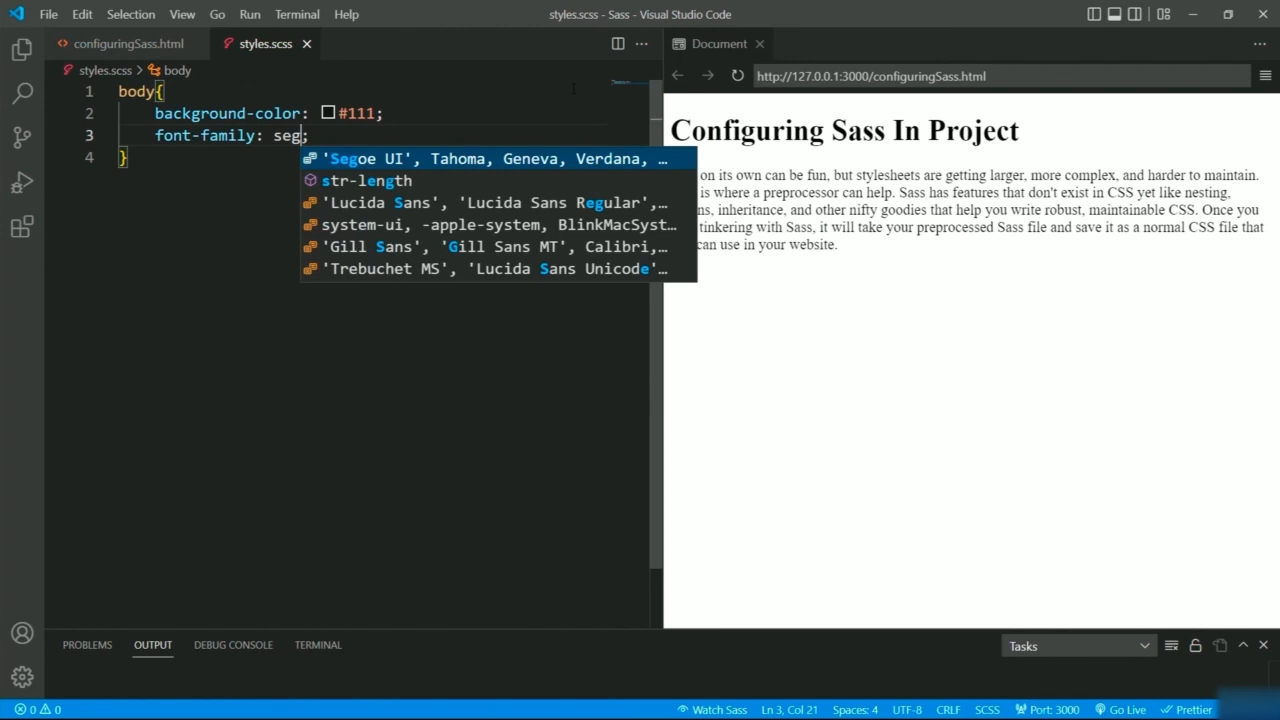 File Edit Selection View Go Run Terminal Help
styles.scss - Sass - Visual Studio Code
configuringSass.html
styles.scss
styles.scss > body
1 body{
2 background-color: #111;
3 font-family: seg;
4 }
'Segoe UI', Tahoma, Geneva, Verdana, …
str-length
'Lucida Sans', 'Lucida Sans Regular',…
system-ui, -apple-system, BlinkMacSyst…
'Gill Sans', 'Gill Sans MT', Calibri,…
'Trebuchet MS', 'Lucida Sans Unicode'…
Document
http://127.0.0.1:3000/configuringSass.html
Configuring Sass In Project
on its own can be fun, but stylesheets are getting larger, more complex, and harder to maintain.
is where a preprocessor can help. Sass has features that don't exist in CSS yet like nesting,
ns, inheritance, and other nifty goodies that help you write robust, maintainable CSS. Once you
tinkering with Sass, it will take your preprocessed Sass file and save it as a normal CSS file that
can use in your website.
PROBLEMS OUTPUT DEBUG CONSOLE TERMINAL
Tasks
0 0
Watch Sass Ln 3, Col 21 Spaces: 4 UTF-8 CRLF SCSS Port: 3000 Go Live Prettier